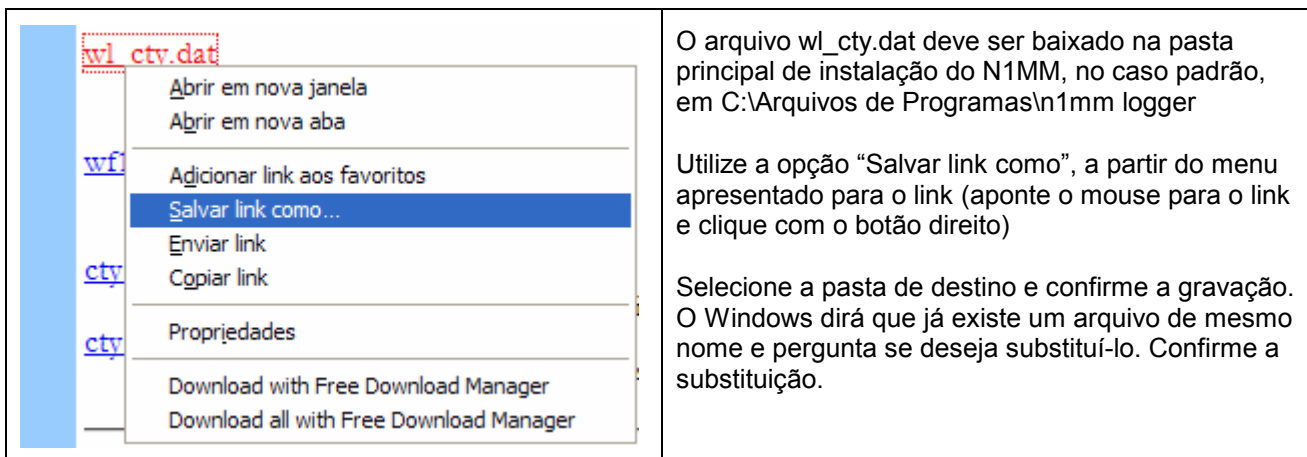 wl_cty.dat
Abrir em nova janela
Abrir em nova aba
wf1
Adicionar link aos favoritos
Salvar link como...
Enviar link
cty
Copiar link
Propriedades
cty
Download with Free Download Manager
Download all with Free Download Manager
O arquivo wl_cty.dat deve ser baixado na pasta
principal de instalação do N1MM, no caso padrão,
em C:\Arquivos de Programas\n1mm logger
Utilize a opção “Salvar link como”, a partir do menu
apresentado para o link (aponte o mouse para o link
e clique com o botão direito)
Selecione a pasta de destino e confirme a gravação.
O Windows dirá que já existe um arquivo de mesmo
nome e pergunta se deseja substituí-lo. Confirme a
substituição.